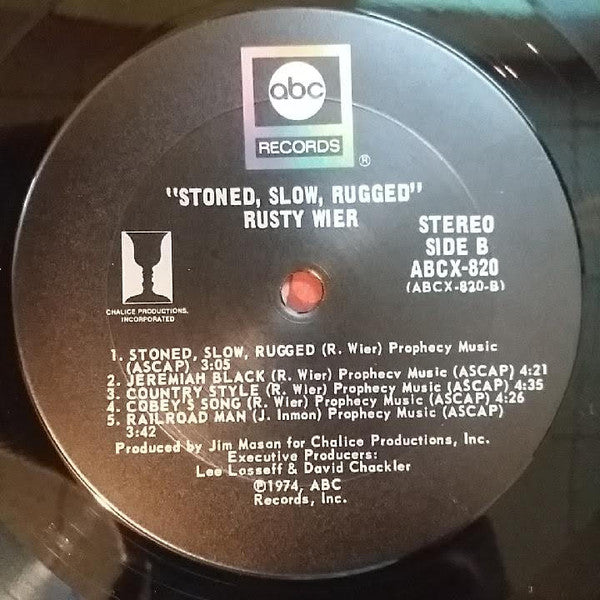 abc
RECORDS
®
"STONED, SLOW, RUGGED"
RUSTY WIER
STEREO
SIDE B
ABCX-820
(ABCX-820-B)
CHALICE PRODUCTIONS,
INCORPORATED
1. STONED, SLOW, RUGGED (R. Wier) Prophecy Music
(ASCAP) 3:05
2. JEREMIAH BLACK (R. Wier) Prophecy Music (ASCAP) 4:21
3. COUNTRY STYLE (R. Wier) Prophecy Music (ASCAP) 4:35
4. COBEY'S SONG (R. Wier) Prophecy Music (ASCAP) 4:26
5. RAILROAD MAN (J. Inmon) Prophecy Music (ASCAP)
3:42
Produced by Jim Mason for Chalice Productions, Inc.
Executive Producers:
Lee Losseff & David Chackler
℗1974, ABC
Records, Inc.